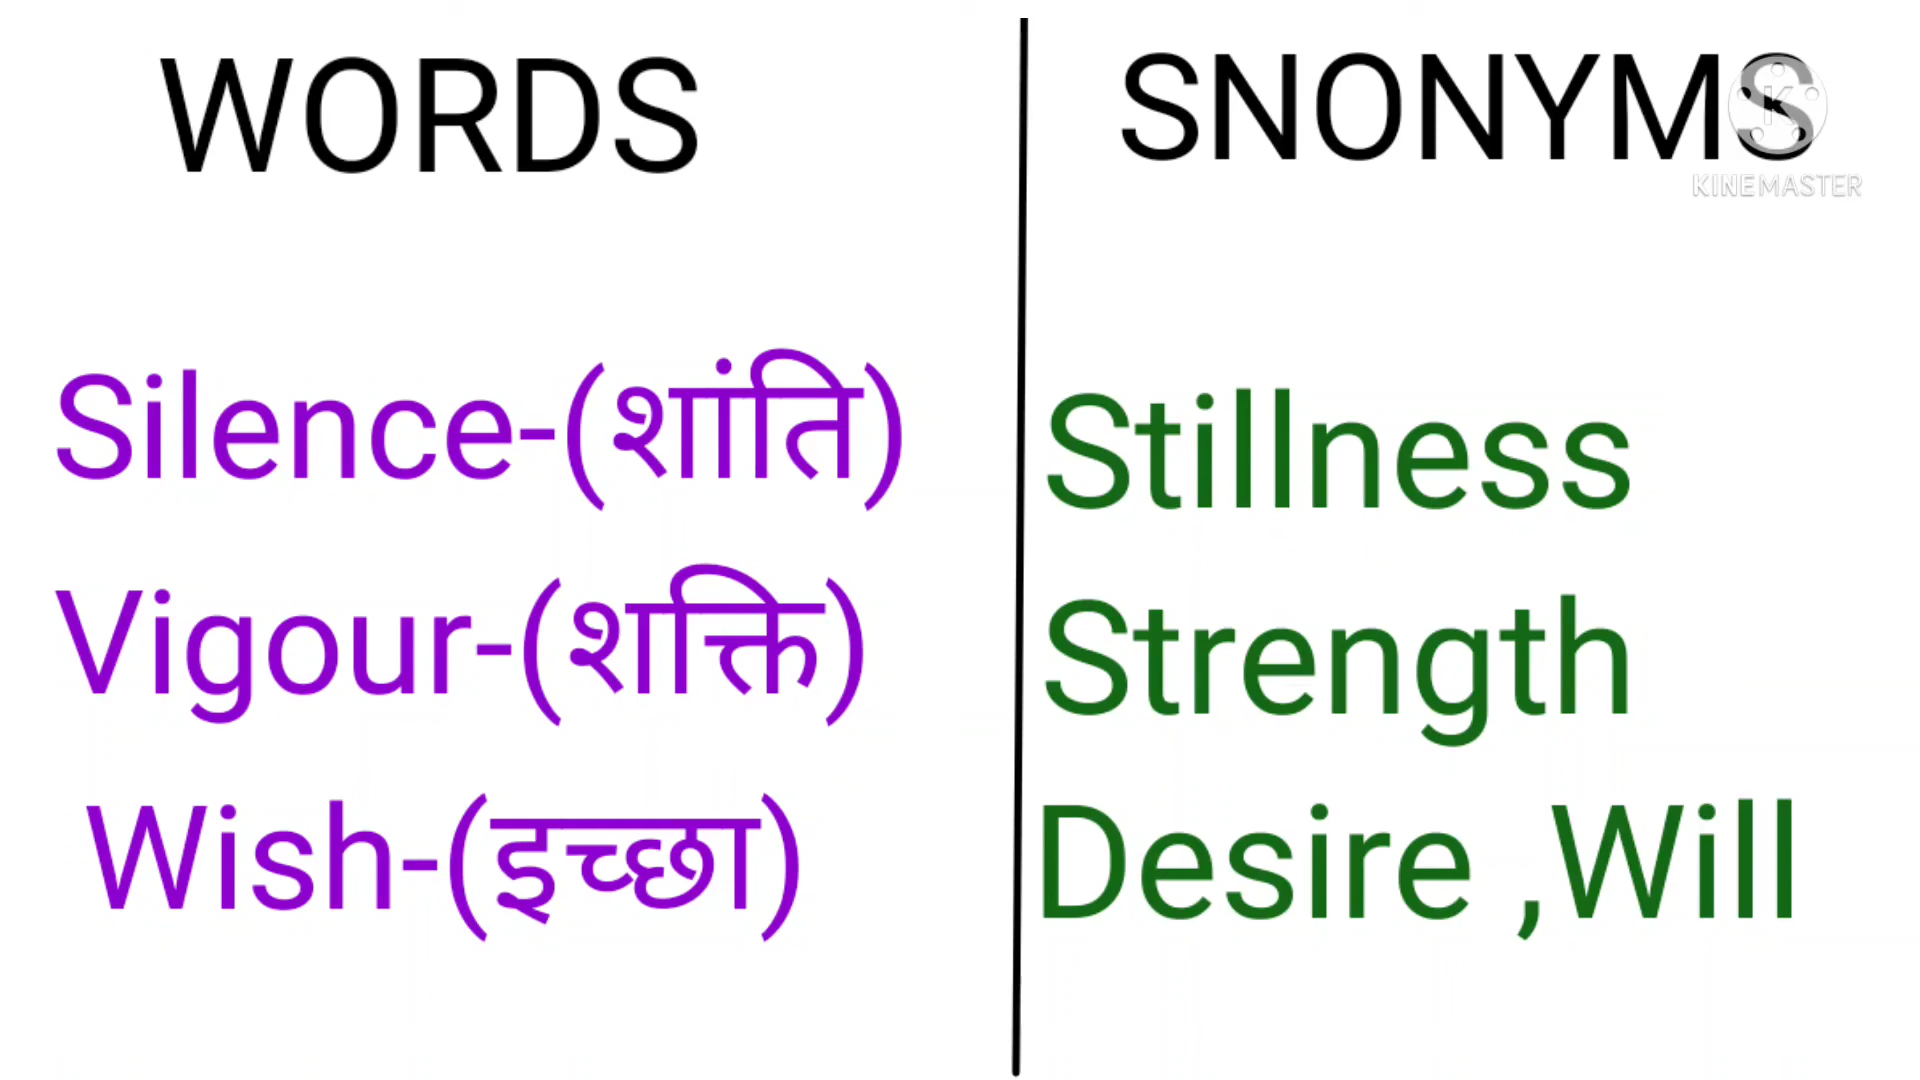 WORDS
SNONYMS
KINEMASTER
Silence-(शांति)
Stillness
Vigour-(शक्ति)
Strength
Wish-(इच्छा)
Desire ,Will